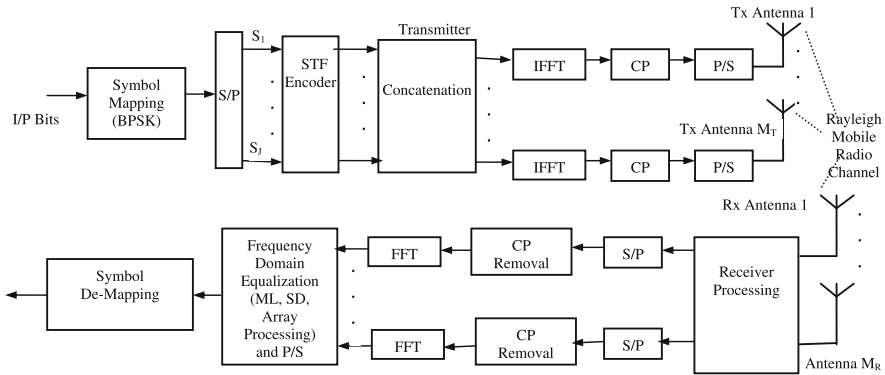 Transmitter
Tx Antenna 1
I/P Bits
Symbol
Mapping
(BPSK)
S/P
S1
SJ
STF
Encoder
Concatenation
IFFT
CP
P/S
Tx Antenna MT
IFFT
CP
P/S
Rayleigh
Mobile
Radio
Channel
Rx Antenna 1
Symbol
De-Mapping
Frequency
Domain
Equalization
(ML, SD,
Array
Processing)
and P/S
FFT
CP
Removal
S/P
Receiver
Processing
FFT
CP
Removal
S/P
Antenna MR